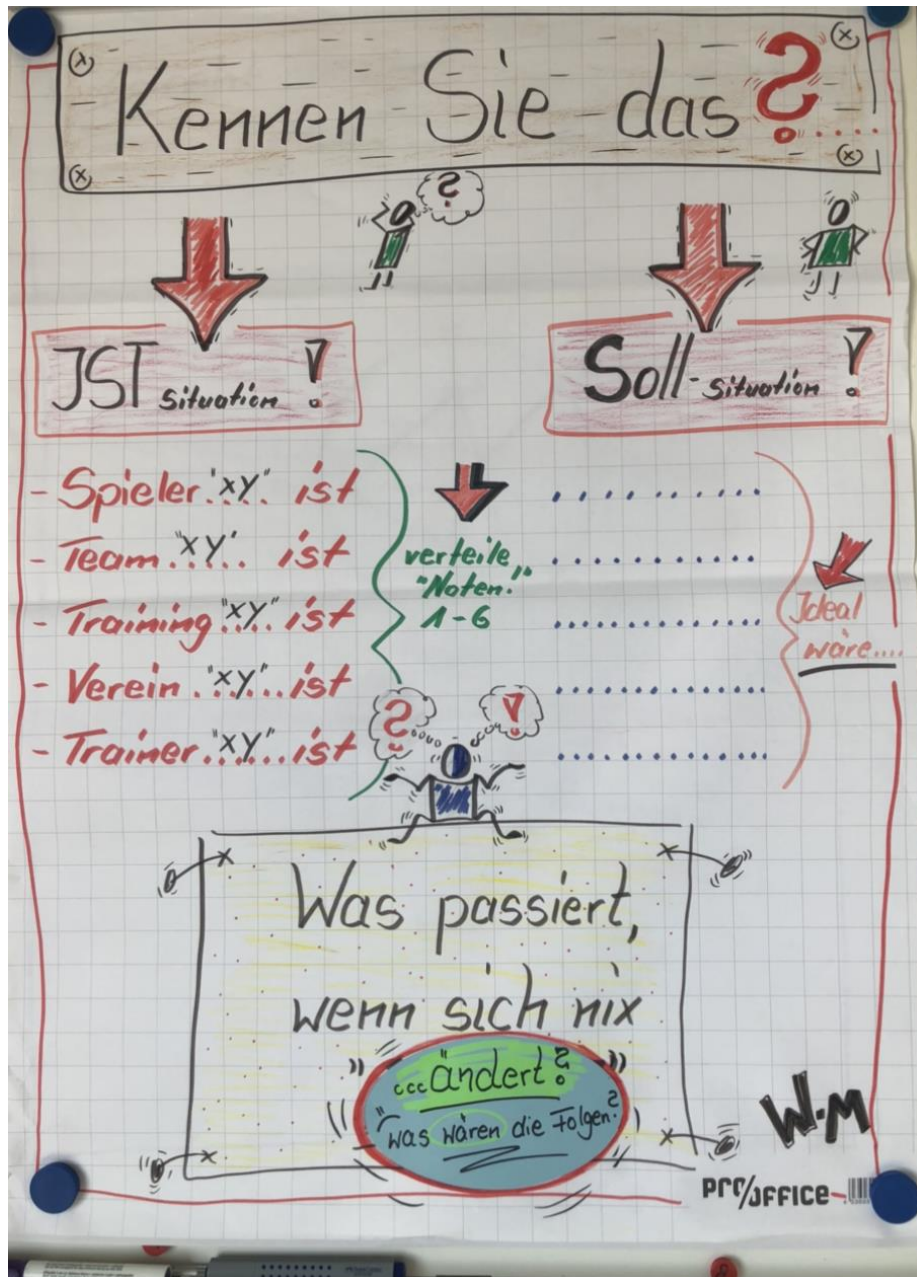 Kennen Sie das?.....
?
IST situation !
Soll-situation !
- Spieler."xy".. ist
- Team."xy".. ist
- Training."xy".. ist
- Verein."xy"... ist
- Trainer."xy"... ist
verteile
"Noten!"
1-6
..........
...........
............
............
............
Ideal
wäre....
? !
Was passiert,
wenn sich nix
...ändert?
"was wären die Folgen?
W-M
PRO/OFFICE